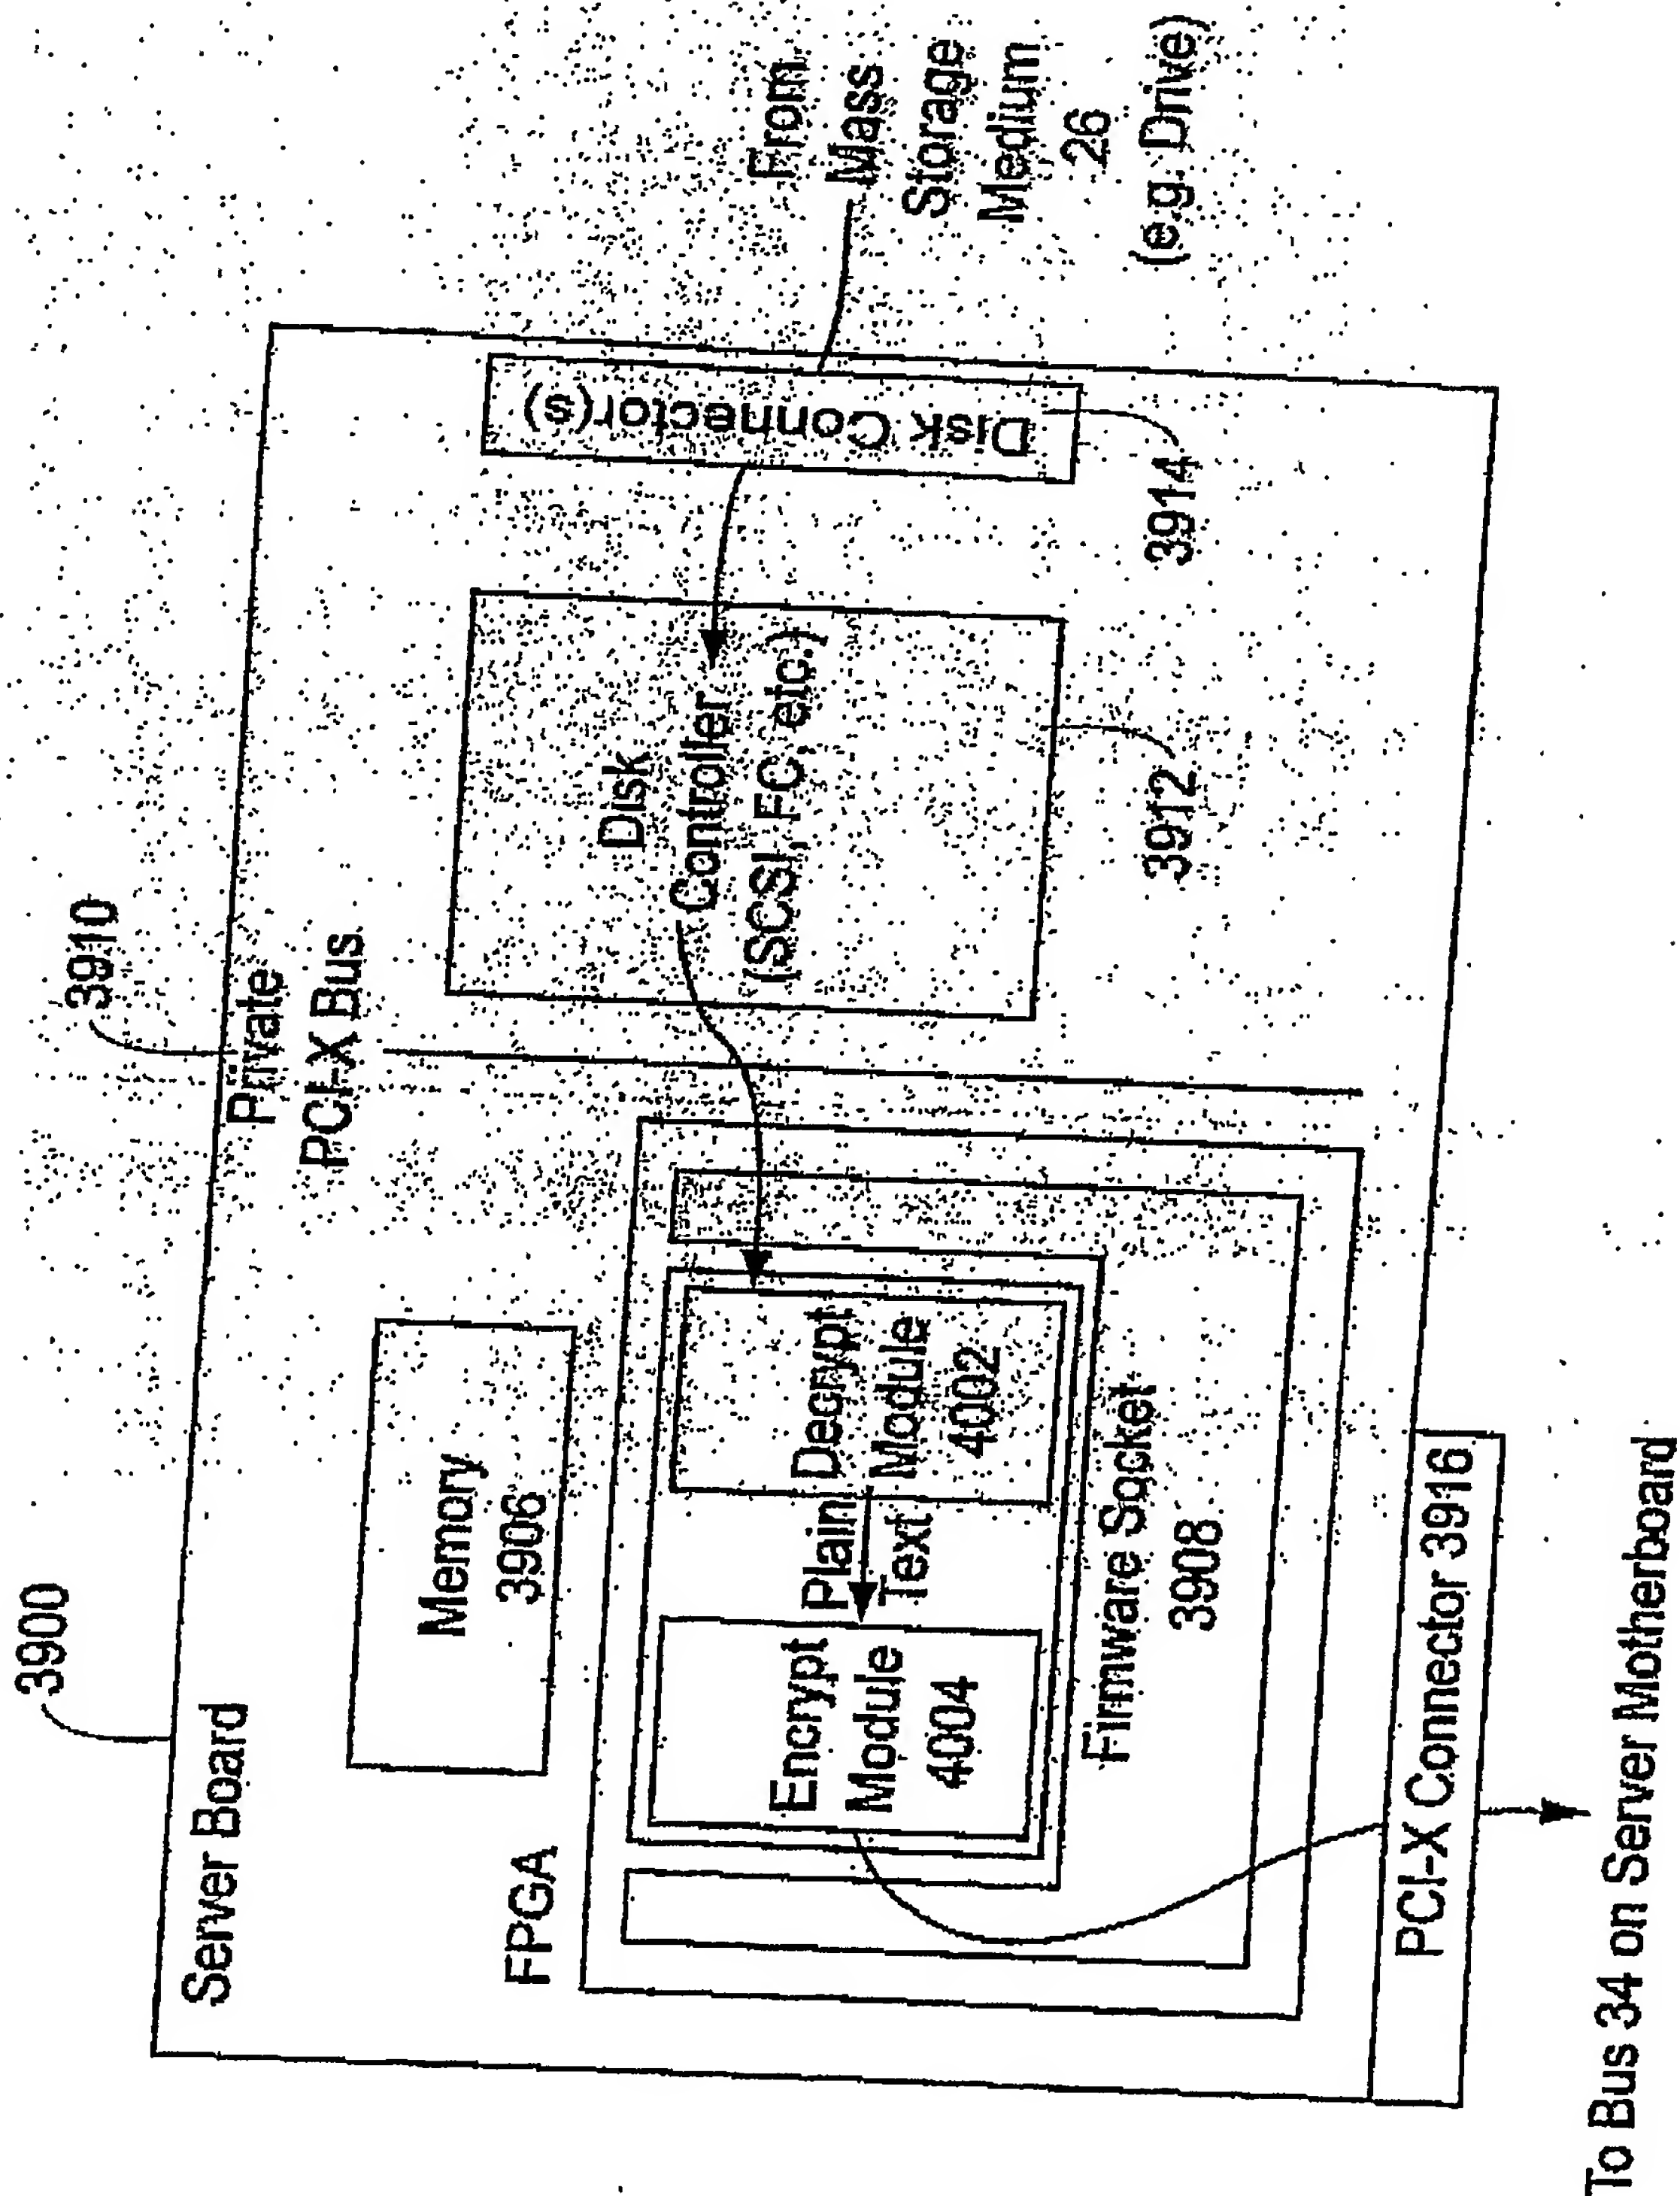 3900
Server Board
3910
Private
PCI-X Bus
Memory
3906
FPGA
Encrypt
Module
4004
Plain
Text
Decrypt
Module
4002
Firmware Socket
3908
Disk
Controller
(SCSI, FC, etc.)
3912
Disk Connector(s)
3914
From
Mass
Storage
Medium
26
(e.g. Drive)
PCI-X Connector 3916
To Bus 34 on Server Motherboard